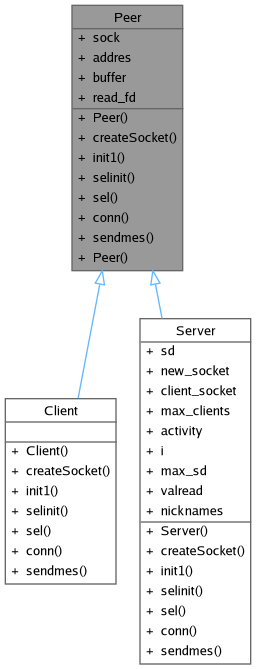 Peer
+ sock
+ addres
+ buffer
+ read_fd
+ Peer()
+ createSocket()
+ init1()
+ selinit()
+ sel()
+ conn()
+ sendmes()
+ Peer()
Client
+ Client()
+ createSocket()
+ init1()
+ selinit()
+ sel()
+ conn()
+ sendmes()
Server
+ sd
+ new_socket
+ client_socket
+ max_clients
+ activity
+ i
+ max_sd
+ valread
+ nicknames
+ Server()
+ createSocket()
+ init1()
+ selinit()
+ sel()
+ conn()
+ sendmes()